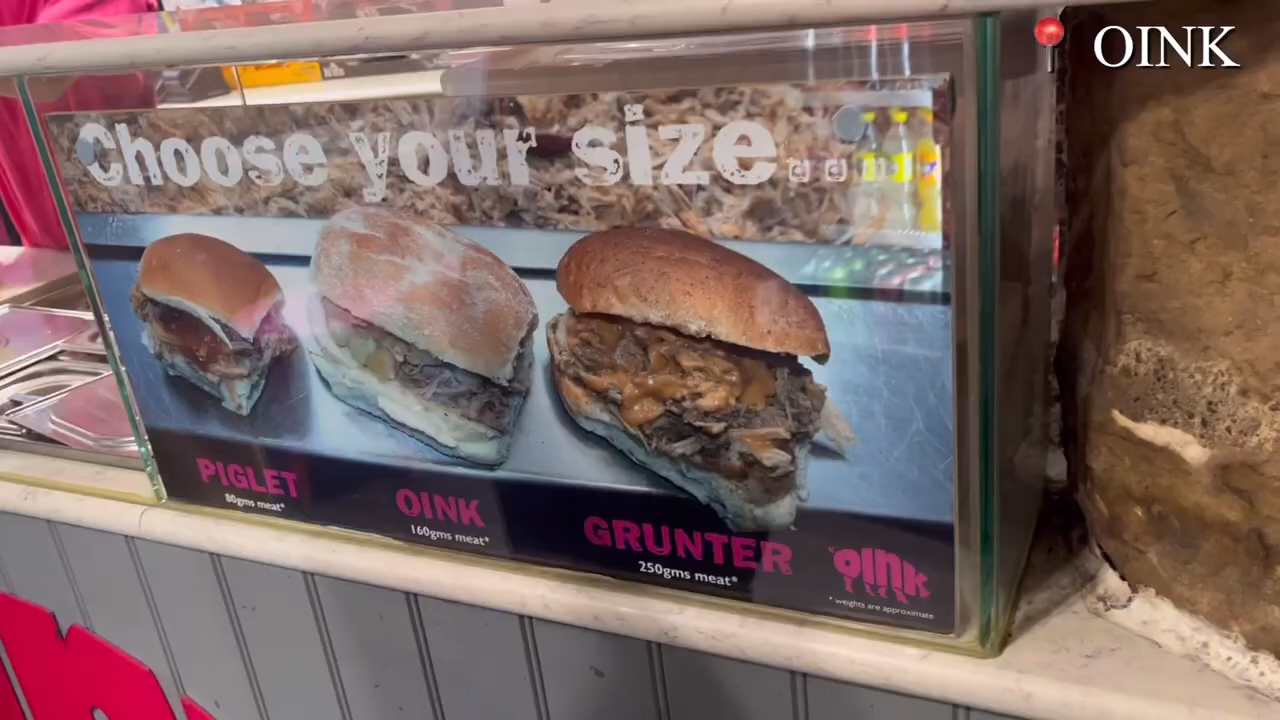 OINK
Choose your size....
PIGLET
80gms meat*
OINK
160gms meat*
GRUNTER
250gms meat*
oink
* weights are approximate